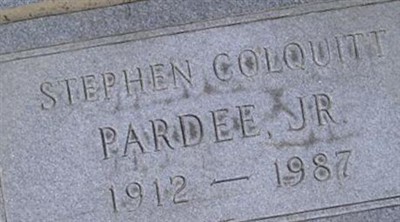 STEPHEN COLQUITT
PARDEE, JR.
1912 — 1987